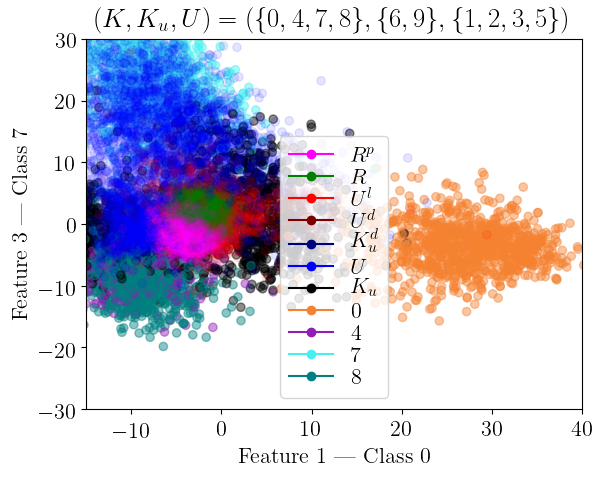 (K, K_u, U) = ({0, 4, 7, 8}, {6, 9}, {1, 2, 3, 5})
30
20
10
0
−10
−20
−30
Feature 3 — Class 7
R^p
R
U^l
U^d
K_u^d
U
K_u
0
4
7
8
−10
0
10
20
30
40
Feature 1 — Class 0